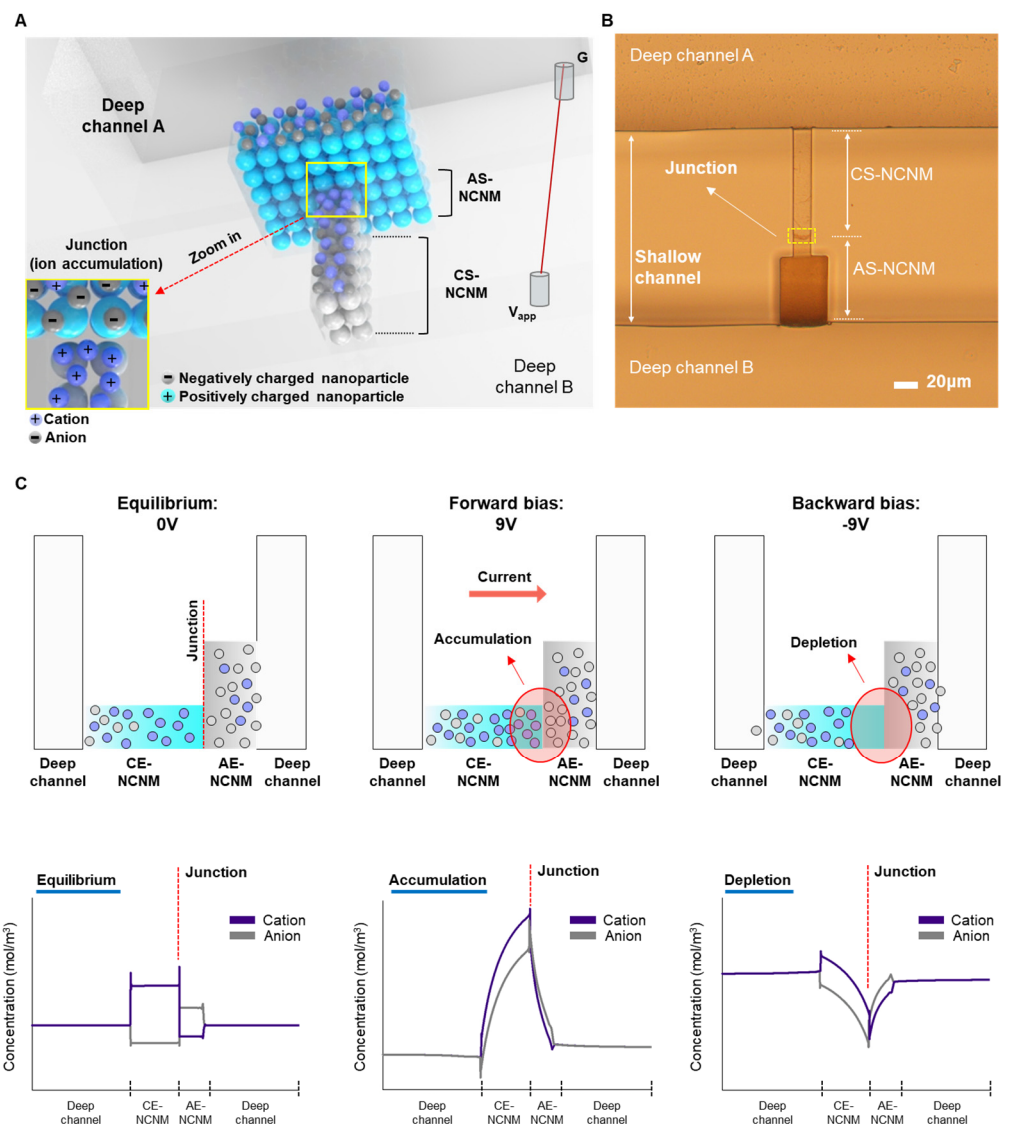 A
Deep
channel A
G
AS-
NCNM
Zoom in
Junction
(ion accumulation)
CS-
NCNM
Vapp
Deep
channel B
- Negatively charged nanoparticle
+ Positively charged nanoparticle
+ Cation
- Anion
B
Deep channel A
Junction
CS-NCNM
Shallow
channel
AS-NCNM
Deep channel B
20μm
C
Equilibrium:
0V
Junction
Deep
channel
CE-
NCNM
AE-
NCNM
Deep
channel
Forward bias:
9V
Current
Accumulation
Deep
channel
CE-
NCNM
AE-
NCNM
Deep
channel
Backward bias:
-9V
Depletion
Deep
channel
CE-
NCNM
AE-
NCNM
Deep
channel
Equilibrium
Junction
Cation
Anion
Concentration (mol/m³)
Deep
channel
CE-
NCNM
AE-
NCNM
Deep
channel
Accumulation
Junction
Cation
Anion
Concentration (mol/m³)
Deep
channel
CE-
NCNM
AE-
NCNM
Deep
channel
Depletion
Junction
Cation
Anion
Concentration (mol/m³)
Deep
channel
CE-
NCNM
AE-
NCNM
Deep
channel